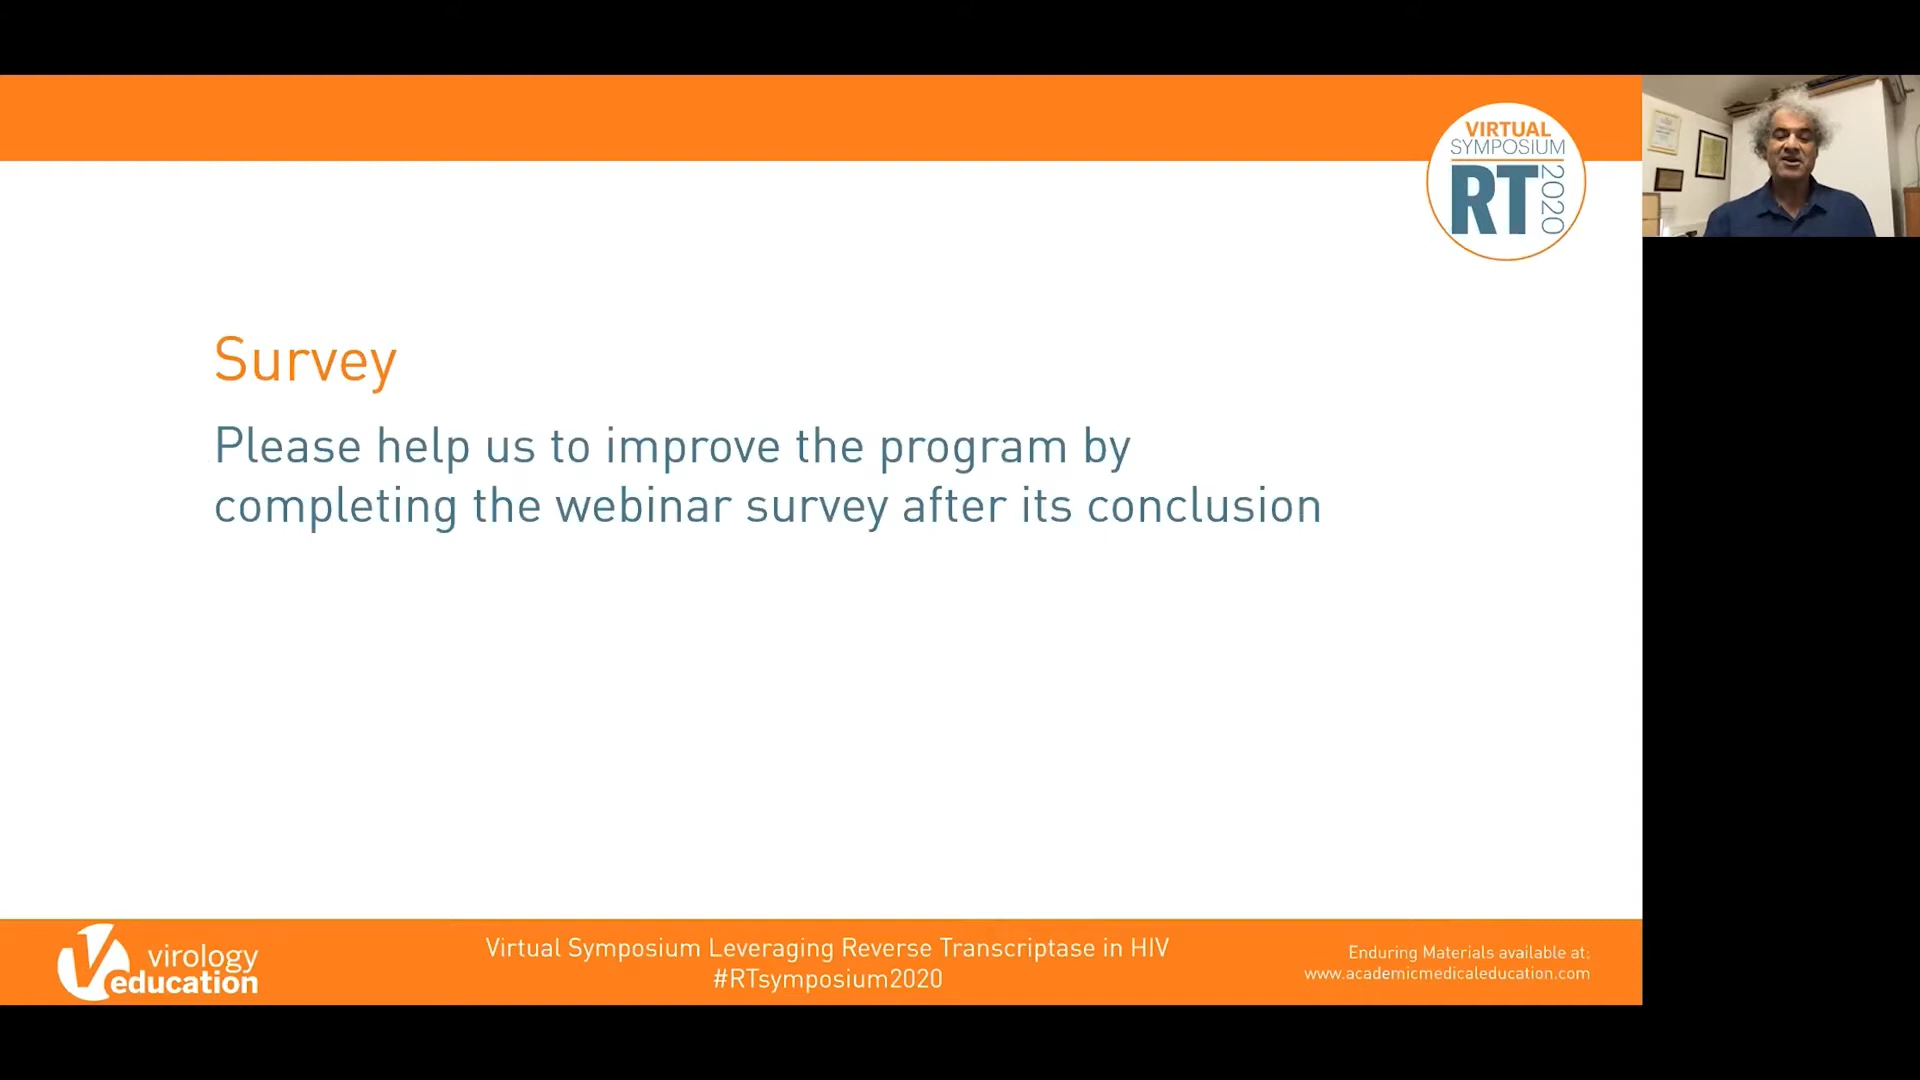 VIRTUAL
SYMPOSIUM
RT
2020
Survey
Please help us to improve the program by
completing the webinar survey after its conclusion
virology
education
Virtual Symposium Leveraging Reverse Transcriptase in HIV
#RTsymposium2020
Enduring Materials available at:
www.academicmedicaleducation.com